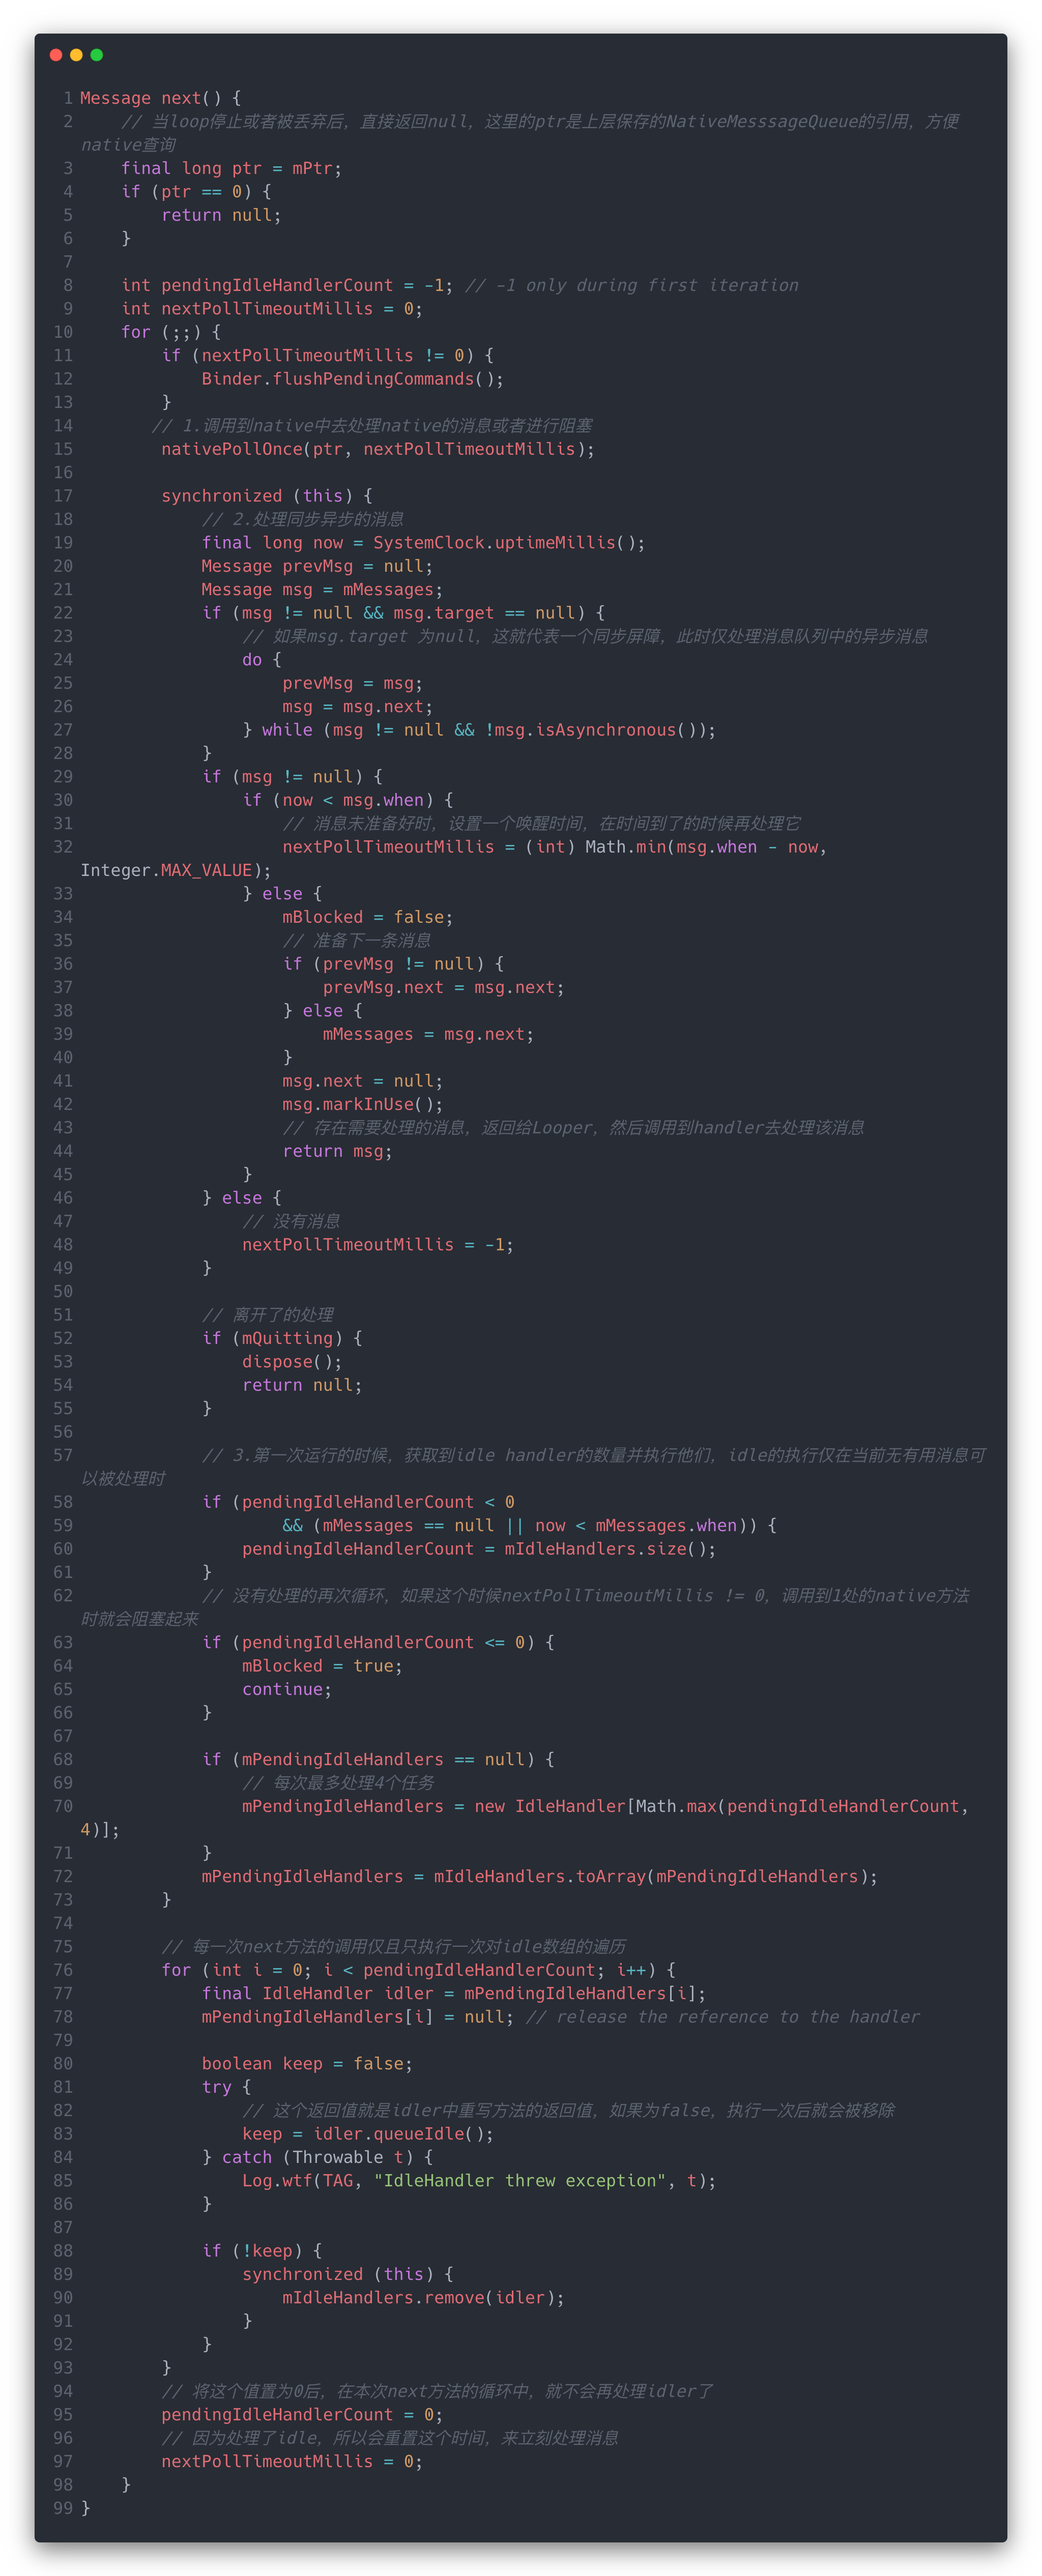 1 Message next() {
2     // 当loop停止或者被丢弃后，直接返回null，这里的ptr是上层保存的NativeMesssageQueue的引用，方便
native查询
3     final long ptr = mPtr;
4     if (ptr == 0) {
5         return null;
6     }
7
8     int pendingIdleHandlerCount = -1; // -1 only during first iteration
9     int nextPollTimeoutMillis = 0;
10     for (;;) {
11         if (nextPollTimeoutMillis != 0) {
12             Binder.flushPendingCommands();
13         }
14        // 1.调用到native中去处理native的消息或者进行阻塞
15         nativePollOnce(ptr, nextPollTimeoutMillis);
16
17         synchronized (this) {
18             // 2.处理同步异步的消息
19             final long now = SystemClock.uptimeMillis();
20             Message prevMsg = null;
21             Message msg = mMessages;
22             if (msg != null && msg.target == null) {
23                 // 如果msg.target 为null，这就代表一个同步屏障，此时仅处理消息队列中的异步消息
24                 do {
25                     prevMsg = msg;
26                     msg = msg.next;
27                 } while (msg != null && !msg.isAsynchronous());
28             }
29             if (msg != null) {
30                 if (now < msg.when) {
31                     // 消息未准备好时，设置一个唤醒时间，在时间到了的时候再处理它
32                     nextPollTimeoutMillis = (int) Math.min(msg.when - now,
Integer.MAX_VALUE);
33                 } else {
34                     mBlocked = false;
35                     // 准备下一条消息
36                     if (prevMsg != null) {
37                         prevMsg.next = msg.next;
38                     } else {
39                         mMessages = msg.next;
40                     }
41                     msg.next = null;
42                     msg.markInUse();
43                     // 存在需要处理的消息，返回给Looper，然后调用到handler去处理该消息
44                     return msg;
45                 }
46             } else {
47                 // 没有消息
48                 nextPollTimeoutMillis = -1;
49             }
50
51             // 离开了的处理
52             if (mQuitting) {
53                 dispose();
54                 return null;
55             }
56
57             // 3.第一次运行的时候，获取到idle handler的数量并执行他们，idle的执行仅在当前无有用消息可
以被处理时
58             if (pendingIdleHandlerCount < 0
59                     && (mMessages == null || now < mMessages.when)) {
60                 pendingIdleHandlerCount = mIdleHandlers.size();
61             }
62             // 没有处理的再次循环，如果这个时候nextPollTimeoutMillis != 0，调用到1处的native方法
时就会阻塞起来
63             if (pendingIdleHandlerCount <= 0) {
64                 mBlocked = true;
65                 continue;
66             }
67
68             if (mPendingIdleHandlers == null) {
69                 // 每次最多处理4个任务
70                 mPendingIdleHandlers = new IdleHandler[Math.max(pendingIdleHandlerCount,
4)];
71             }
72             mPendingIdleHandlers = mIdleHandlers.toArray(mPendingIdleHandlers);
73         }
74
75         // 每一次next方法的调用仅且只执行一次对idle数组的遍历
76         for (int i = 0; i < pendingIdleHandlerCount; i++) {
77             final IdleHandler idler = mPendingIdleHandlers[i];
78             mPendingIdleHandlers[i] = null; // release the reference to the handler
79
80             boolean keep = false;
81             try {
82                 // 这个返回值就是idler中重写方法的返回值，如果为false，执行一次后就会被移除
83                 keep = idler.queueIdle();
84             } catch (Throwable t) {
85                 Log.wtf(TAG, "IdleHandler threw exception", t);
86             }
87
88             if (!keep) {
89                 synchronized (this) {
90                     mIdleHandlers.remove(idler);
91                 }
92             }
93         }
94         // 将这个值置为0后，在本次next方法的循环中，就不会再处理idler了
95         pendingIdleHandlerCount = 0;
96         // 因为处理了idle，所以会重置这个时间，来立刻处理消息
97         nextPollTimeoutMillis = 0;
98     }
99 }